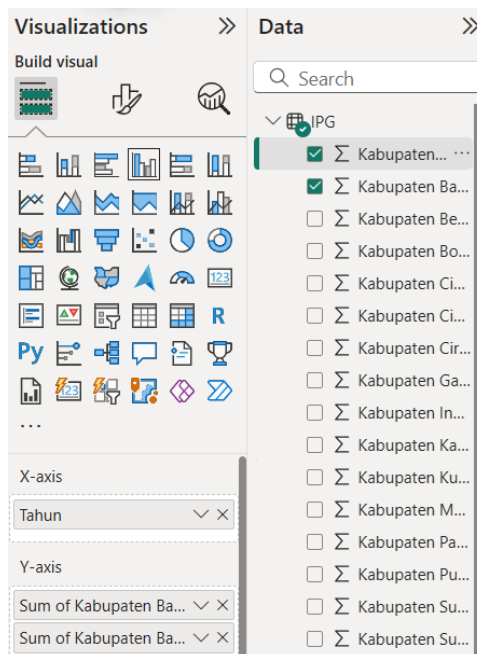 Visualizations
Build visual
123
R
Py
123
...
X-axis
Tahun
Y-axis
Sum of Kabupaten Ba...
Sum of Kabupaten Ba...
Data
Search
IPG
Kabupaten... ...
Kabupaten Ba...
Kabupaten Be...
Kabupaten Bo...
Kabupaten Ci...
Kabupaten Ci...
Kabupaten Cir...
Kabupaten Ga...
Kabupaten In...
Kabupaten Ka...
Kabupaten Ku...
Kabupaten M...
Kabupaten Pa...
Kabupaten Pu...
Kabupaten Su...
Kabupaten Su...